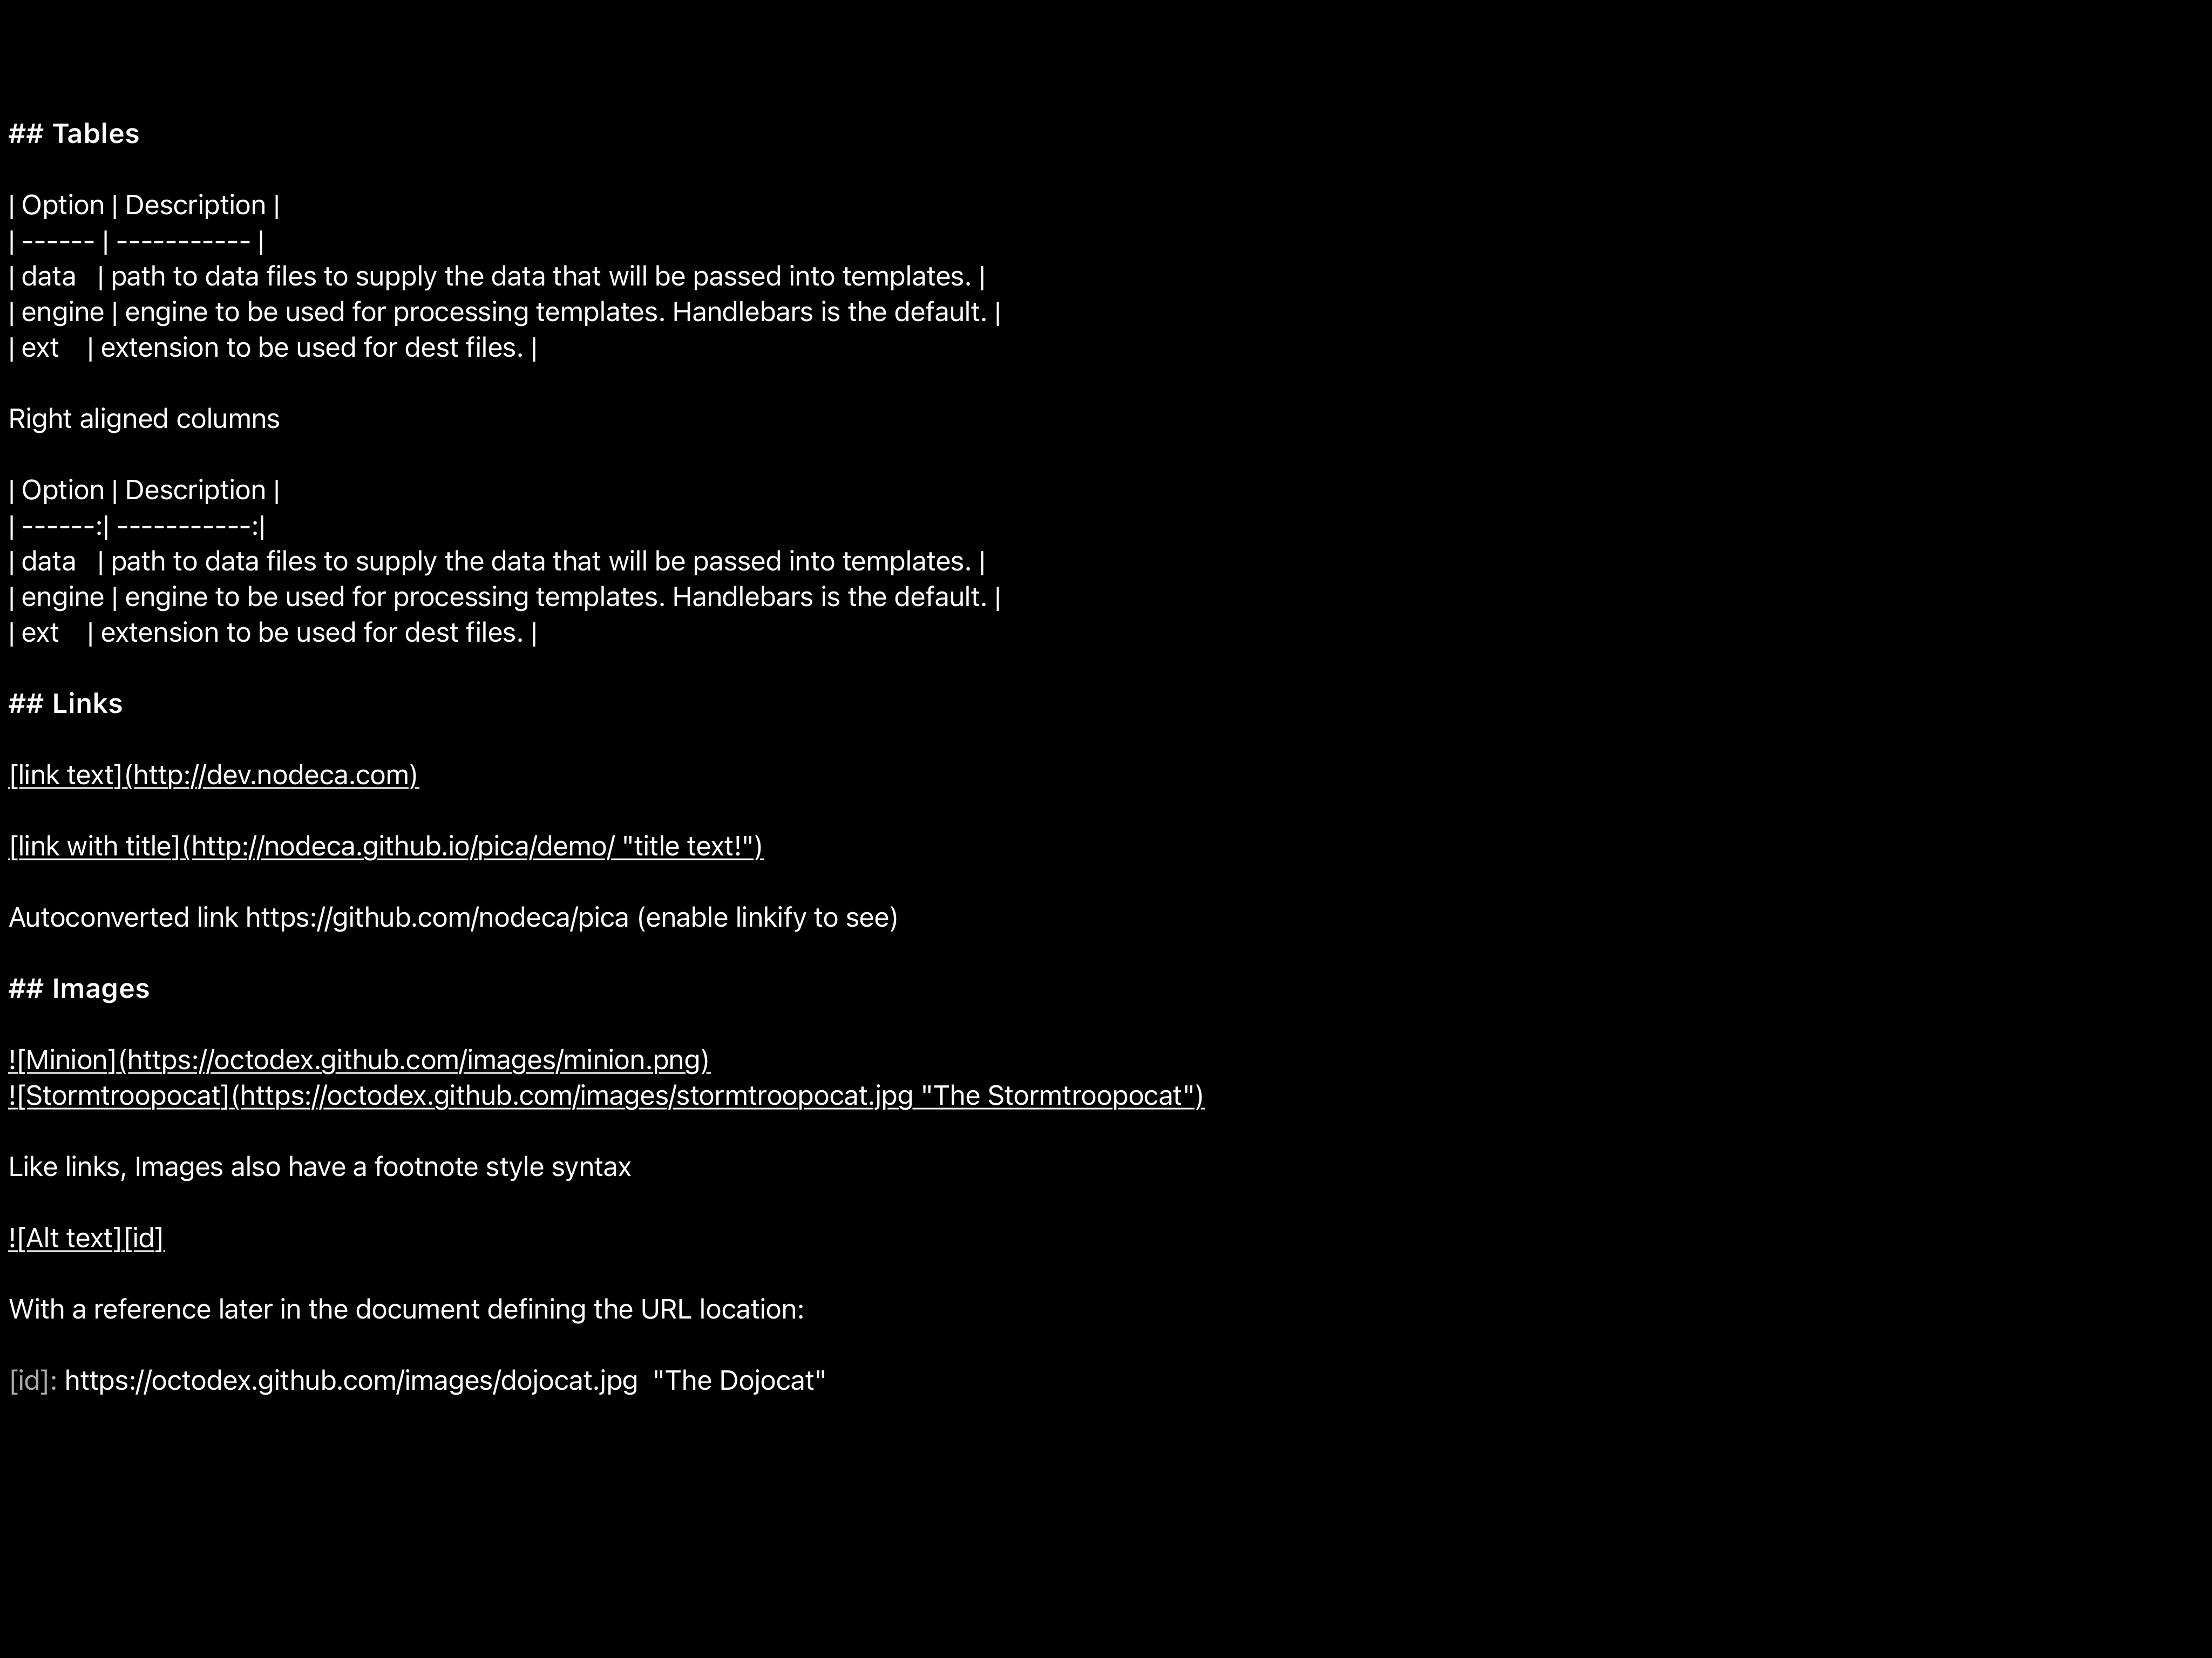 ## Tables

| Option | Description |
| ------ | ----------- |
| data   | path to data files to supply the data that will be passed into templates. |
| engine | engine to be used for processing templates. Handlebars is the default. |
| ext    | extension to be used for dest files. |

Right aligned columns

| Option | Description |
| ------:| -----------:|
| data   | path to data files to supply the data that will be passed into templates. |
| engine | engine to be used for processing templates. Handlebars is the default. |
| ext    | extension to be used for dest files. |

## Links

[link text](http://dev.nodeca.com)

[link with title](http://nodeca.github.io/pica/demo/ "title text!")

Autoconverted link https://github.com/nodeca/pica (enable linkify to see)

## Images

![Minion](https://octodex.github.com/images/minion.png)
![Stormtroopocat](https://octodex.github.com/images/stormtroopocat.jpg "The Stormtroopocat")

Like links, Images also have a footnote style syntax

![Alt text][id]

With a reference later in the document defining the URL location:

[id]: https://octodex.github.com/images/dojocat.jpg  "The Dojocat"